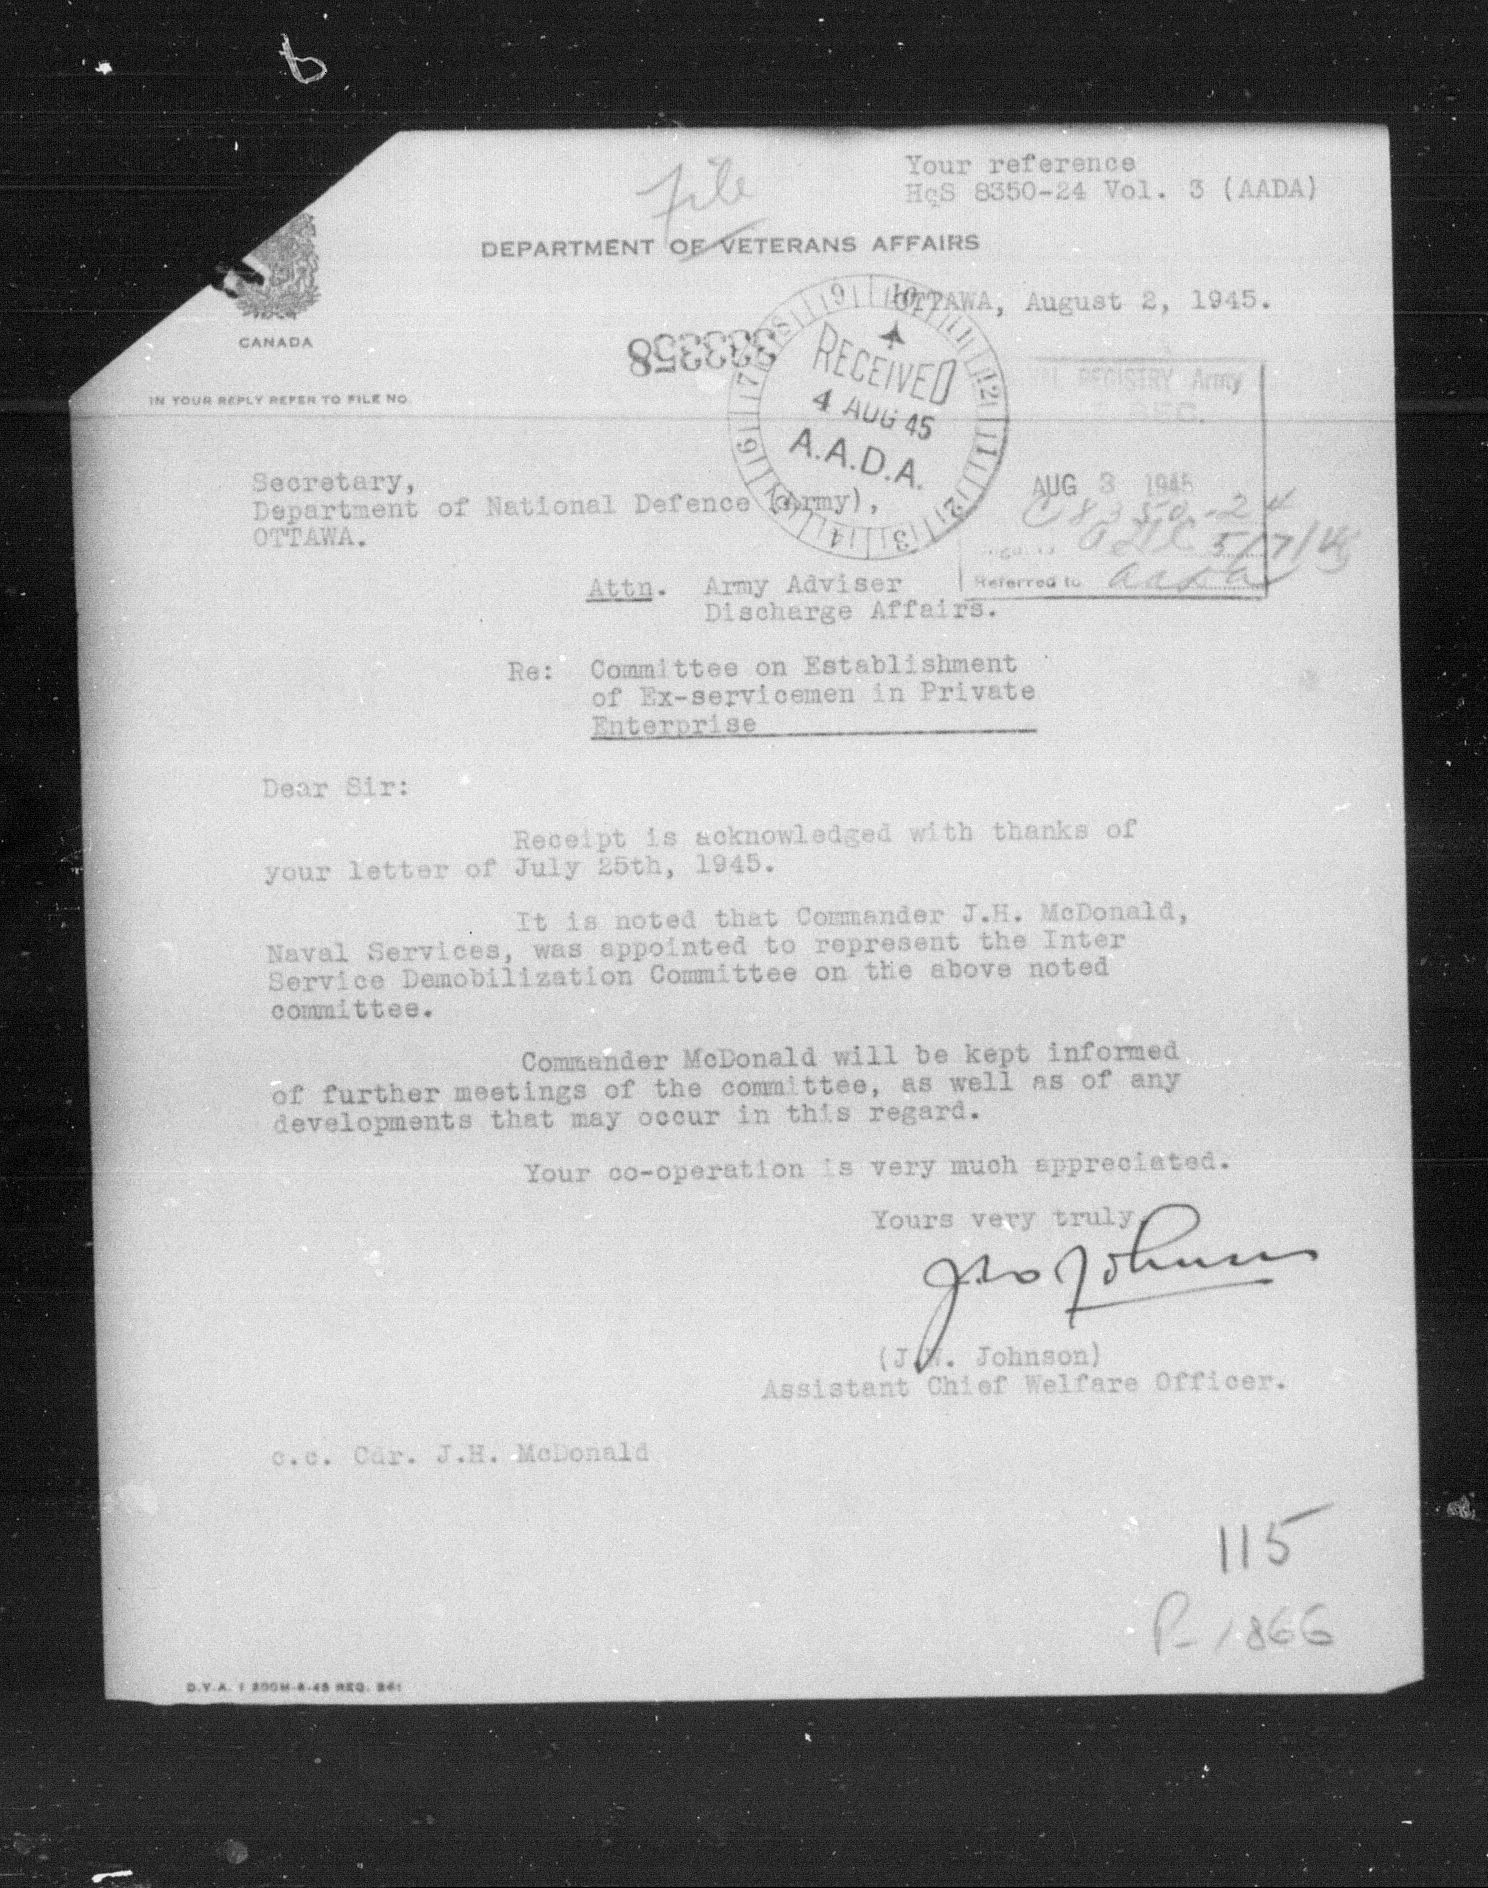 file
Your reference
HQS 8350-24 Vol. 3 (AADA)
DEPARTMENT OF VETERANS AFFAIRS
OTTAWA, August 2, 1945.
CANADA
333358
RECEIVED
4 AUG 45
A.A.D.A.
REGISTRY Army
IN YOUR REPLY REFER TO FILE NO.
AUG 3 1945
8350-24
Referred to AADA
Secretary,
Department of National Defence (Army),
OTTAWA.
Attn. Army Adviser
Discharge Affairs.
Re: Committee on Establishment
of Ex-servicemen in Private
Enterprise
Dear Sir:
Receipt is acknowledged with thanks of
your letter of July 25th, 1945.
It is noted that Commander J.H. McDonald,
Naval Services, was appointed to represent the Inter
Service Demobilization Committee on the above noted
committee.
Commander McDonald will be kept informed
of further meetings of the committee, as well as of any
developments that may occur in this regard.
Your co-operation is very much appreciated.
Yours very truly,
(J.W. Johnson)
Assistant Chief Welfare Officer.
c.c. Cdr. J.H. McDonald
115
P-1866